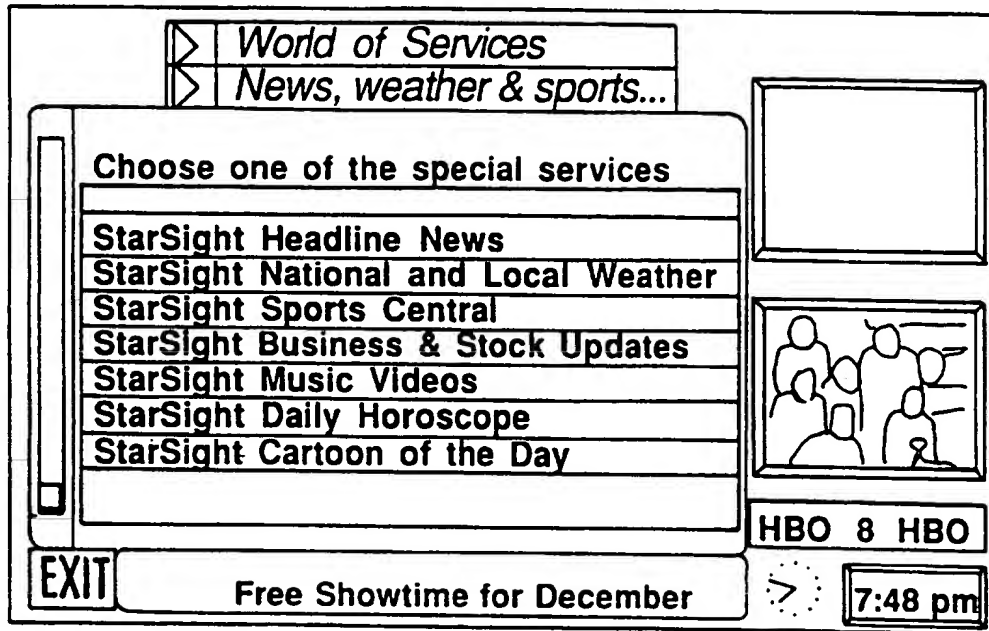 World of Services
News, weather & sports...
Choose one of the special services
StarSight Headline News
StarSight National and Local Weather
StarSight Sports Central
StarSight Business & Stock Updates
StarSight Music Videos
StarSight Daily Horoscope
StarSight Cartoon of the Day
HBO 8 HBO
EXIT
Free Showtime for December
7:48 pm